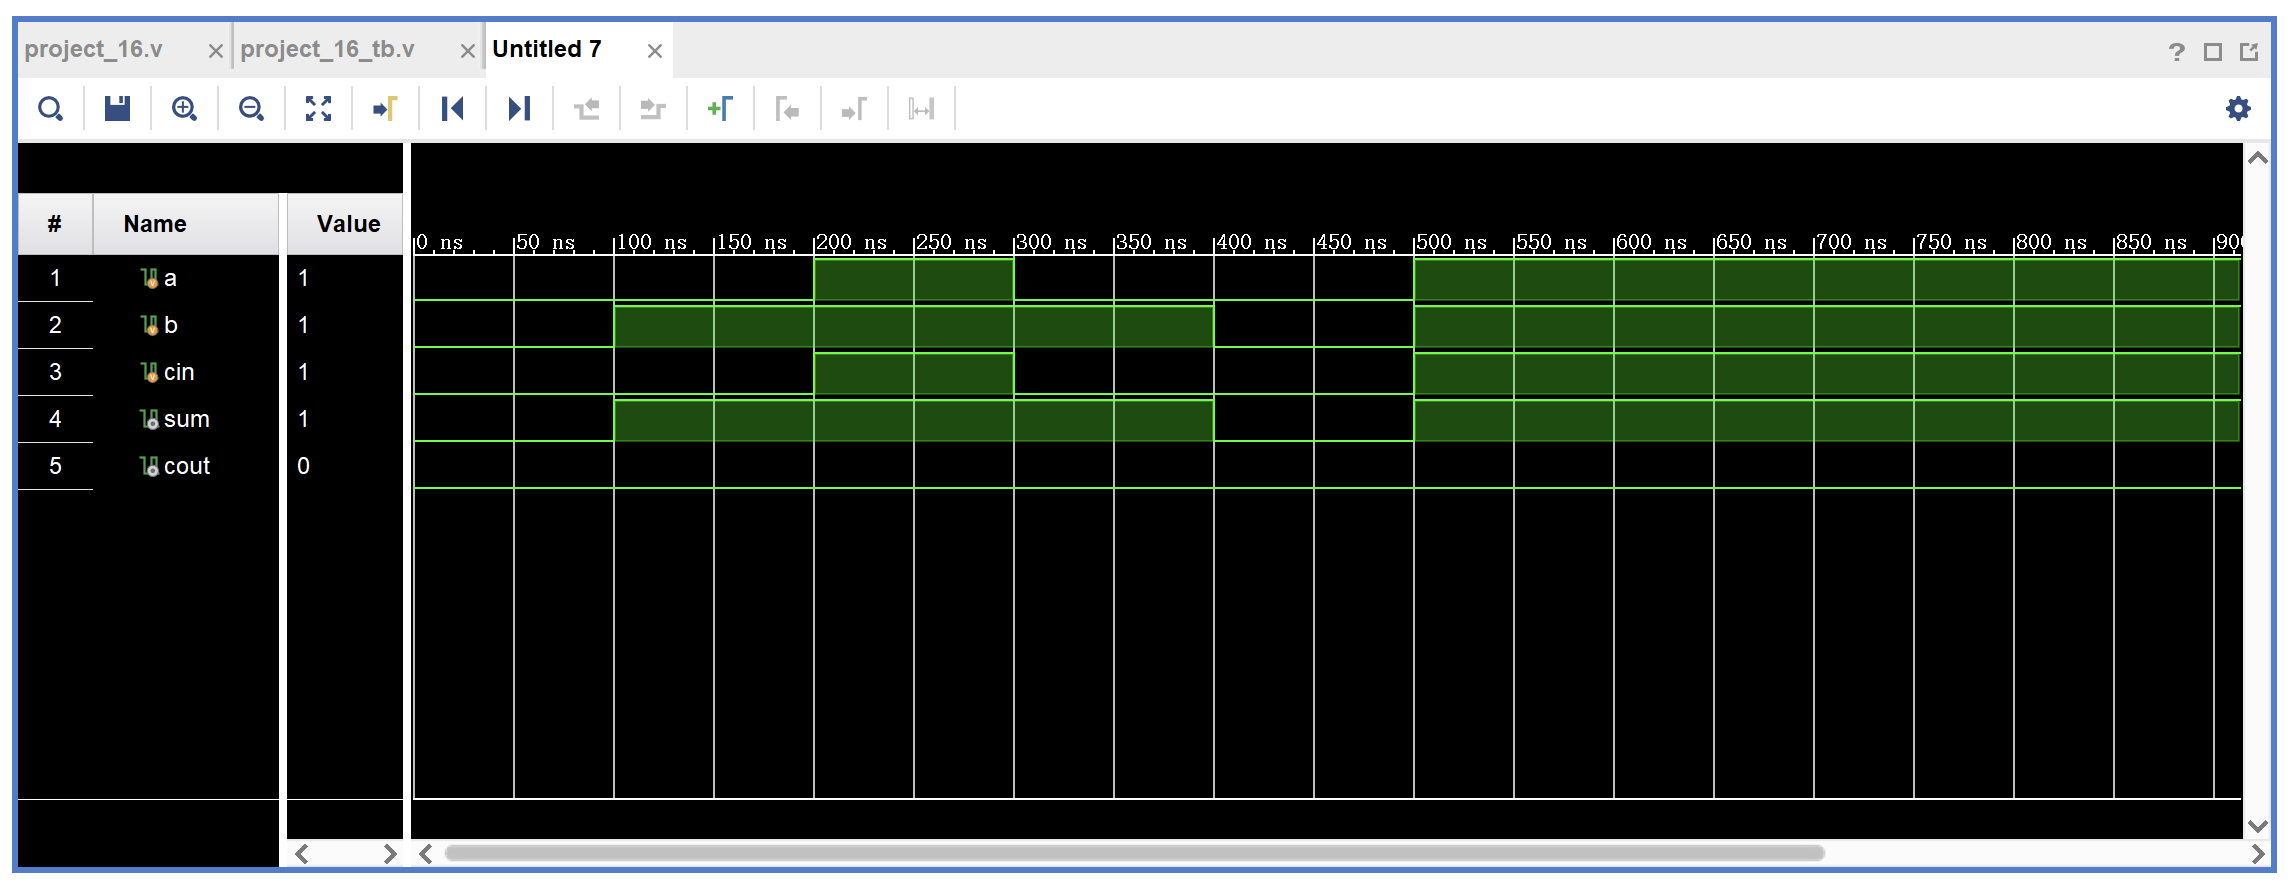 project_16.v × project_16_tb.v × Untitled 7 ×
?
# Name Value
0 ns 50 ns 100 ns 150 ns 200 ns 250 ns 300 ns 350 ns 400 ns 450 ns 500 ns 550 ns 600 ns 650 ns 700 ns 750 ns 800 ns 850 ns 900
1 a 1
2 b 1
3 cin 1
4 sum 1
5 cout 0